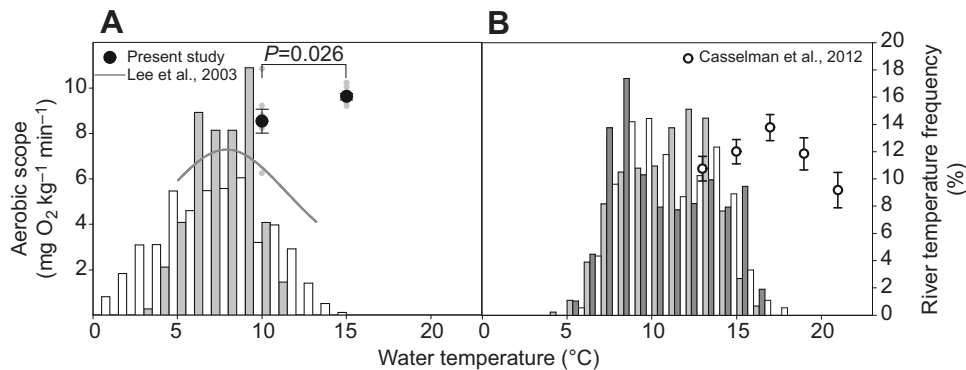 A
B
Present study
Lee et al., 2003
P=0.026
Casselman et al., 2012
Aerobic scope
(mg O₂ kg⁻¹ min⁻¹)
10
8
6
4
2
20
18
16
14
12
10
8
6
4
2
0
River temperature frequency
(%)
0 5 10 15 20 0 5 10 15 20
Water temperature (°C)